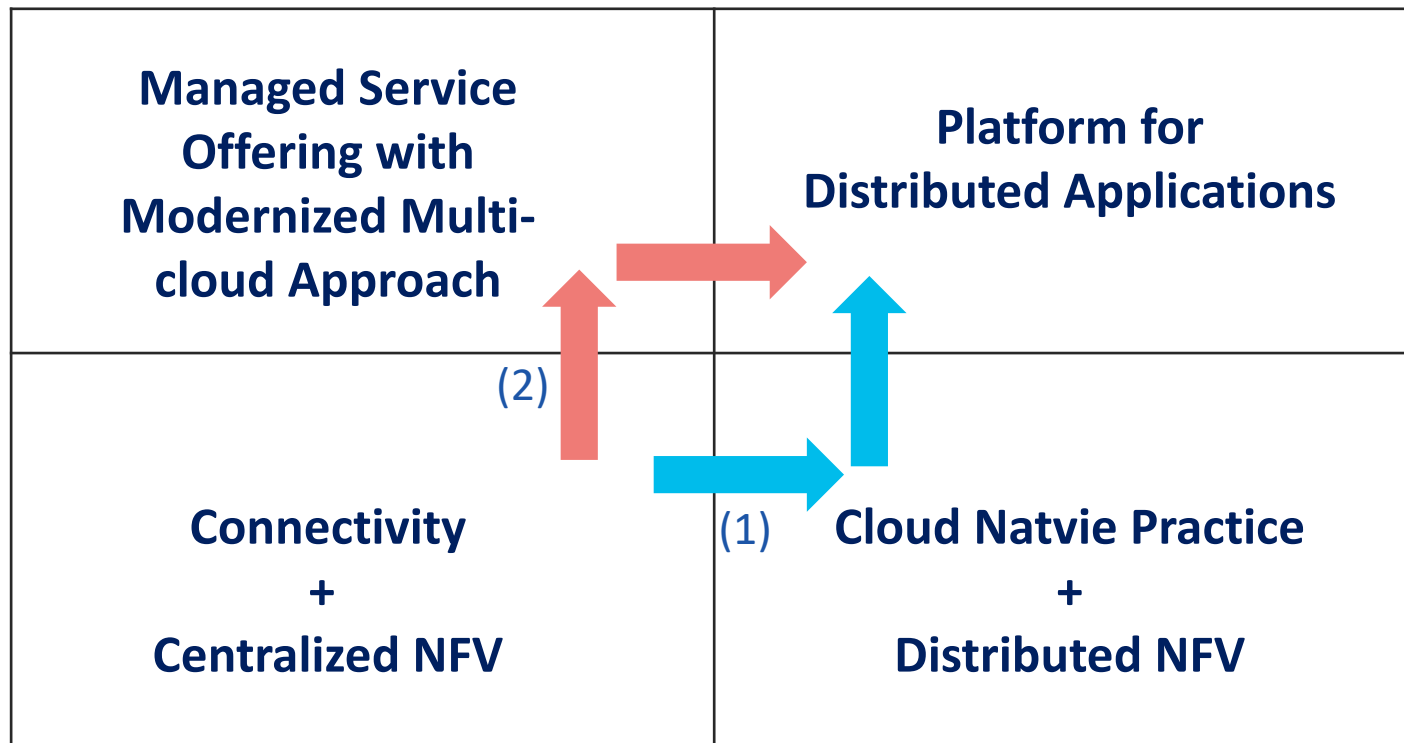 Managed Service
Offering with
Modernized Multi-
cloud Approach
Platform for
Distributed Applications
(2)
(1)
Connectivity
+
Centralized NFV
Cloud Natvie Practice
+
Distributed NFV